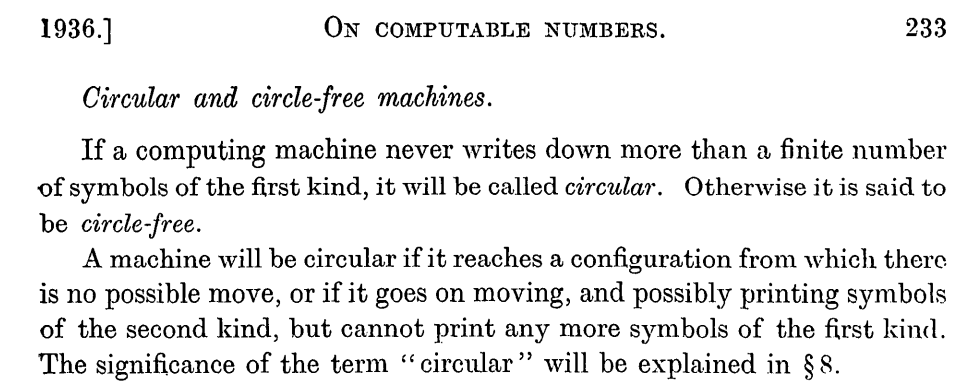 1936.] ON COMPUTABLE NUMBERS. 233
Circular and circle-free machines.
If a computing machine never writes down more than a finite number
of symbols of the first kind, it will be called circular. Otherwise it is said to
be circle-free.
A machine will be circular if it reaches a configuration from which there
is no possible move, or if it goes on moving, and possibly printing symbols
of the second kind, but cannot print any more symbols of the first kind.
The significance of the term “circular” will be explained in § 8.